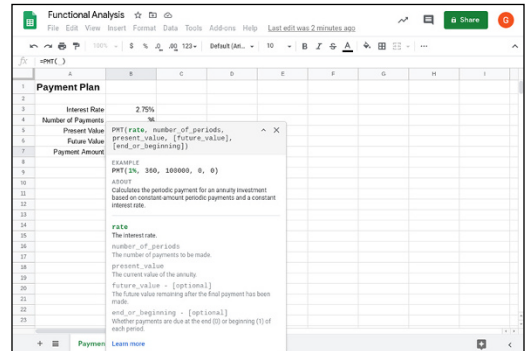 Functional Analysis
File Edit View Insert Format Data Tools Add-ons Help Last edit was 2 minutes ago
Share
G
100% $ % .0 .00 123 Default (Ari... 10 B I S A
fx =PMT( )
A B C D E F G H I
1 Payment Plan
2
3 Interest Rate 2.75%
4 Number of Payments 36
5 Present Value
6 Future Value
7 Payment Amount
8
9
10
11
12
13
14
15
16
17
18
19
20
21
22
23
PMT(rate, number_of_periods,
present_value, [future_value],
[end_or_beginning])
EXAMPLE
PMT(1%, 360, 100000, 0, 0)
ABOUT
Calculates the periodic payment for an annuity investment
based on constant-amount periodic payments and a constant
interest rate.
rate
The interest rate.
number_of_periods
The number of payments to be made.
present_value
The current value of the annuity.
future_value - [optional]
The future value remaining after the final payment has been
made.
end_or_beginning - [optional]
Whether payments are due at the end (0) or beginning (1) of
each period.
Learn more
Paymen